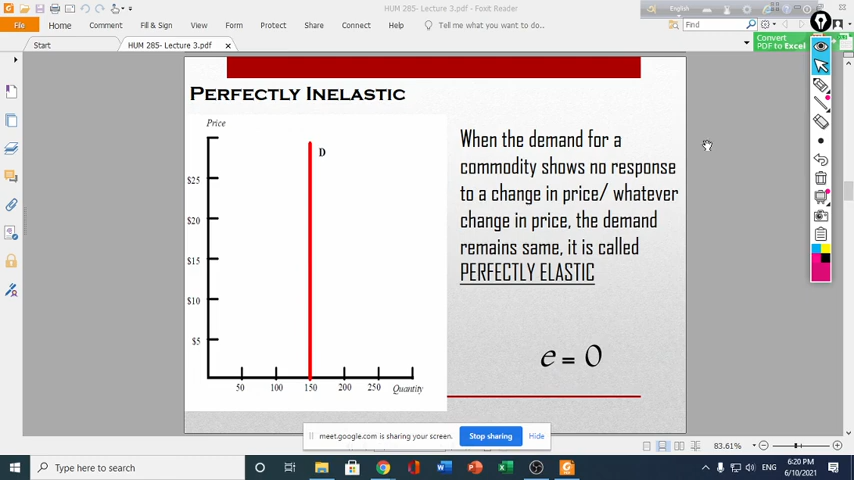 HUM 285- Lecture 3.pdf - Foxit Reader
English
File Home Comment Fill & Sign View Form Protect Share Connect Help Tell me what you want to do... Find
Start HUM 285- Lecture 3.pdf
Convert
PDF to Excel
PERFECTLY INELASTIC
Price
D
$25
$20
$15
$10
$5
50 100 150 200 250 Quantity
When the demand for a
commodity shows no response
to a change in price/ whatever
change in price, the demand
remains same, it is called
PERFECTLY ELASTIC
e = 0
meet.google.com is sharing your screen. Stop sharing Hide
83.61%
Type here to search
ENG
6:20 PM
6/10/2021